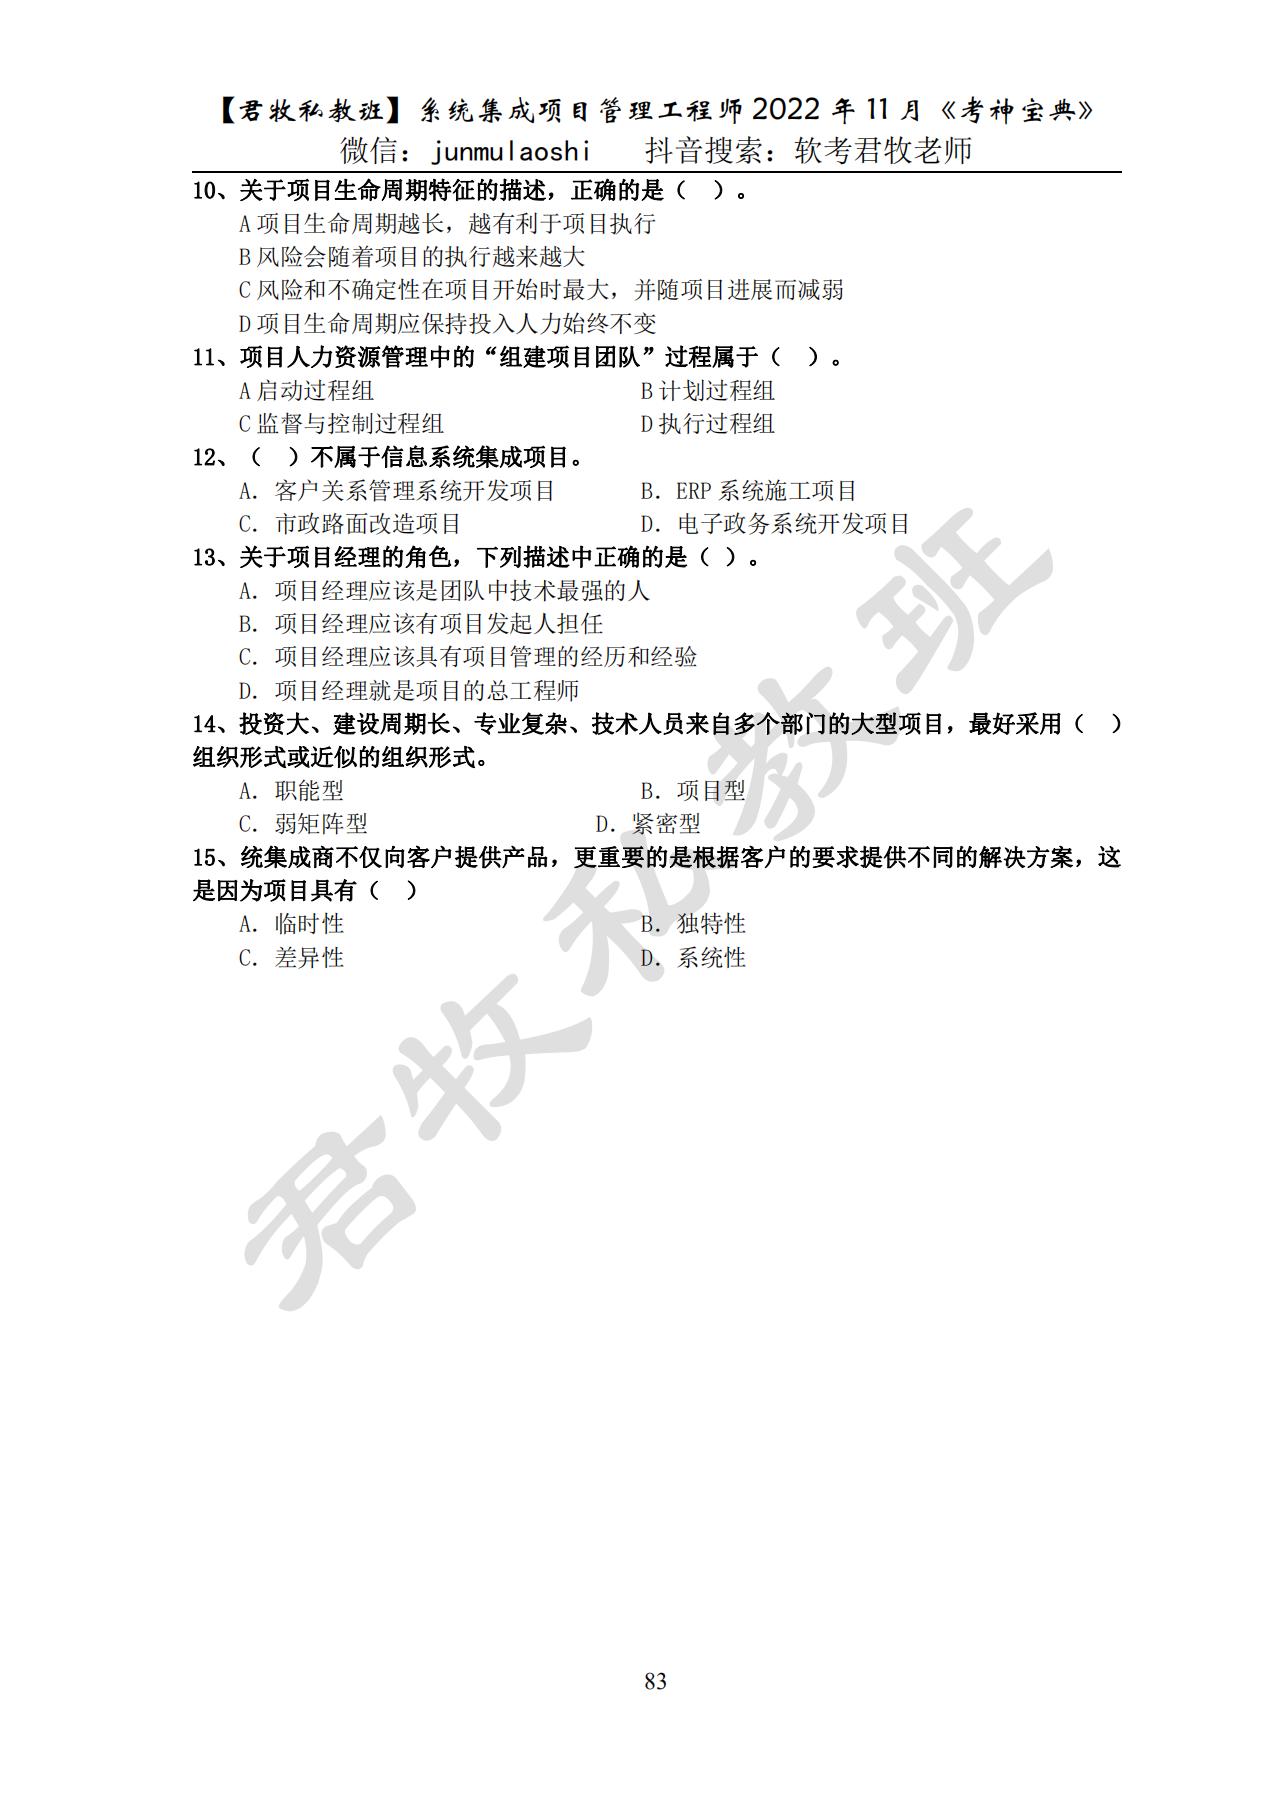 【君牧私教班】系统集成项目管理工程师 2022 年 11 月《考神宝典》
微信：junmulaoshi 抖音搜索：软考君牧老师
10、关于项目生命周期特征的描述，正确的是（ ）。
A 项目生命周期越长，越有利于项目执行
B 风险会随着项目的执行越来越大
C 风险和不确定性在项目开始时最大，并随项目进展而减弱
D 项目生命周期应保持投入人力始终不变
11、项目人力资源管理中的“组建项目团队”过程属于（ ）。
A 启动过程组 B 计划过程组
C 监督与控制过程组 D 执行过程组
12、（ ）不属于信息系统集成项目。
A．客户关系管理系统开发项目 B．ERP 系统施工项目
C．市政路面改造项目 D．电子政务系统开发项目
13、关于项目经理的角色，下列描述中正确的是（ ）。
A．项目经理应该是团队中技术最强的人
B．项目经理应该有项目发起人担任
C．项目经理应该具有项目管理的经历和经验
D．项目经理就是项目的总工程师
14、投资大、建设周期长、专业复杂、技术人员来自多个部门的大型项目，最好采用（ ）
组织形式或近似的组织形式。
A．职能型 B．项目型
C．弱矩阵型 D．紧密型
15、统集成商不仅向客户提供产品，更重要的是根据客户的要求提供不同的解决方案，这
是因为项目具有（ ）
A．临时性 B．独特性
C．差异性 D．系统性
君牧私教班
83